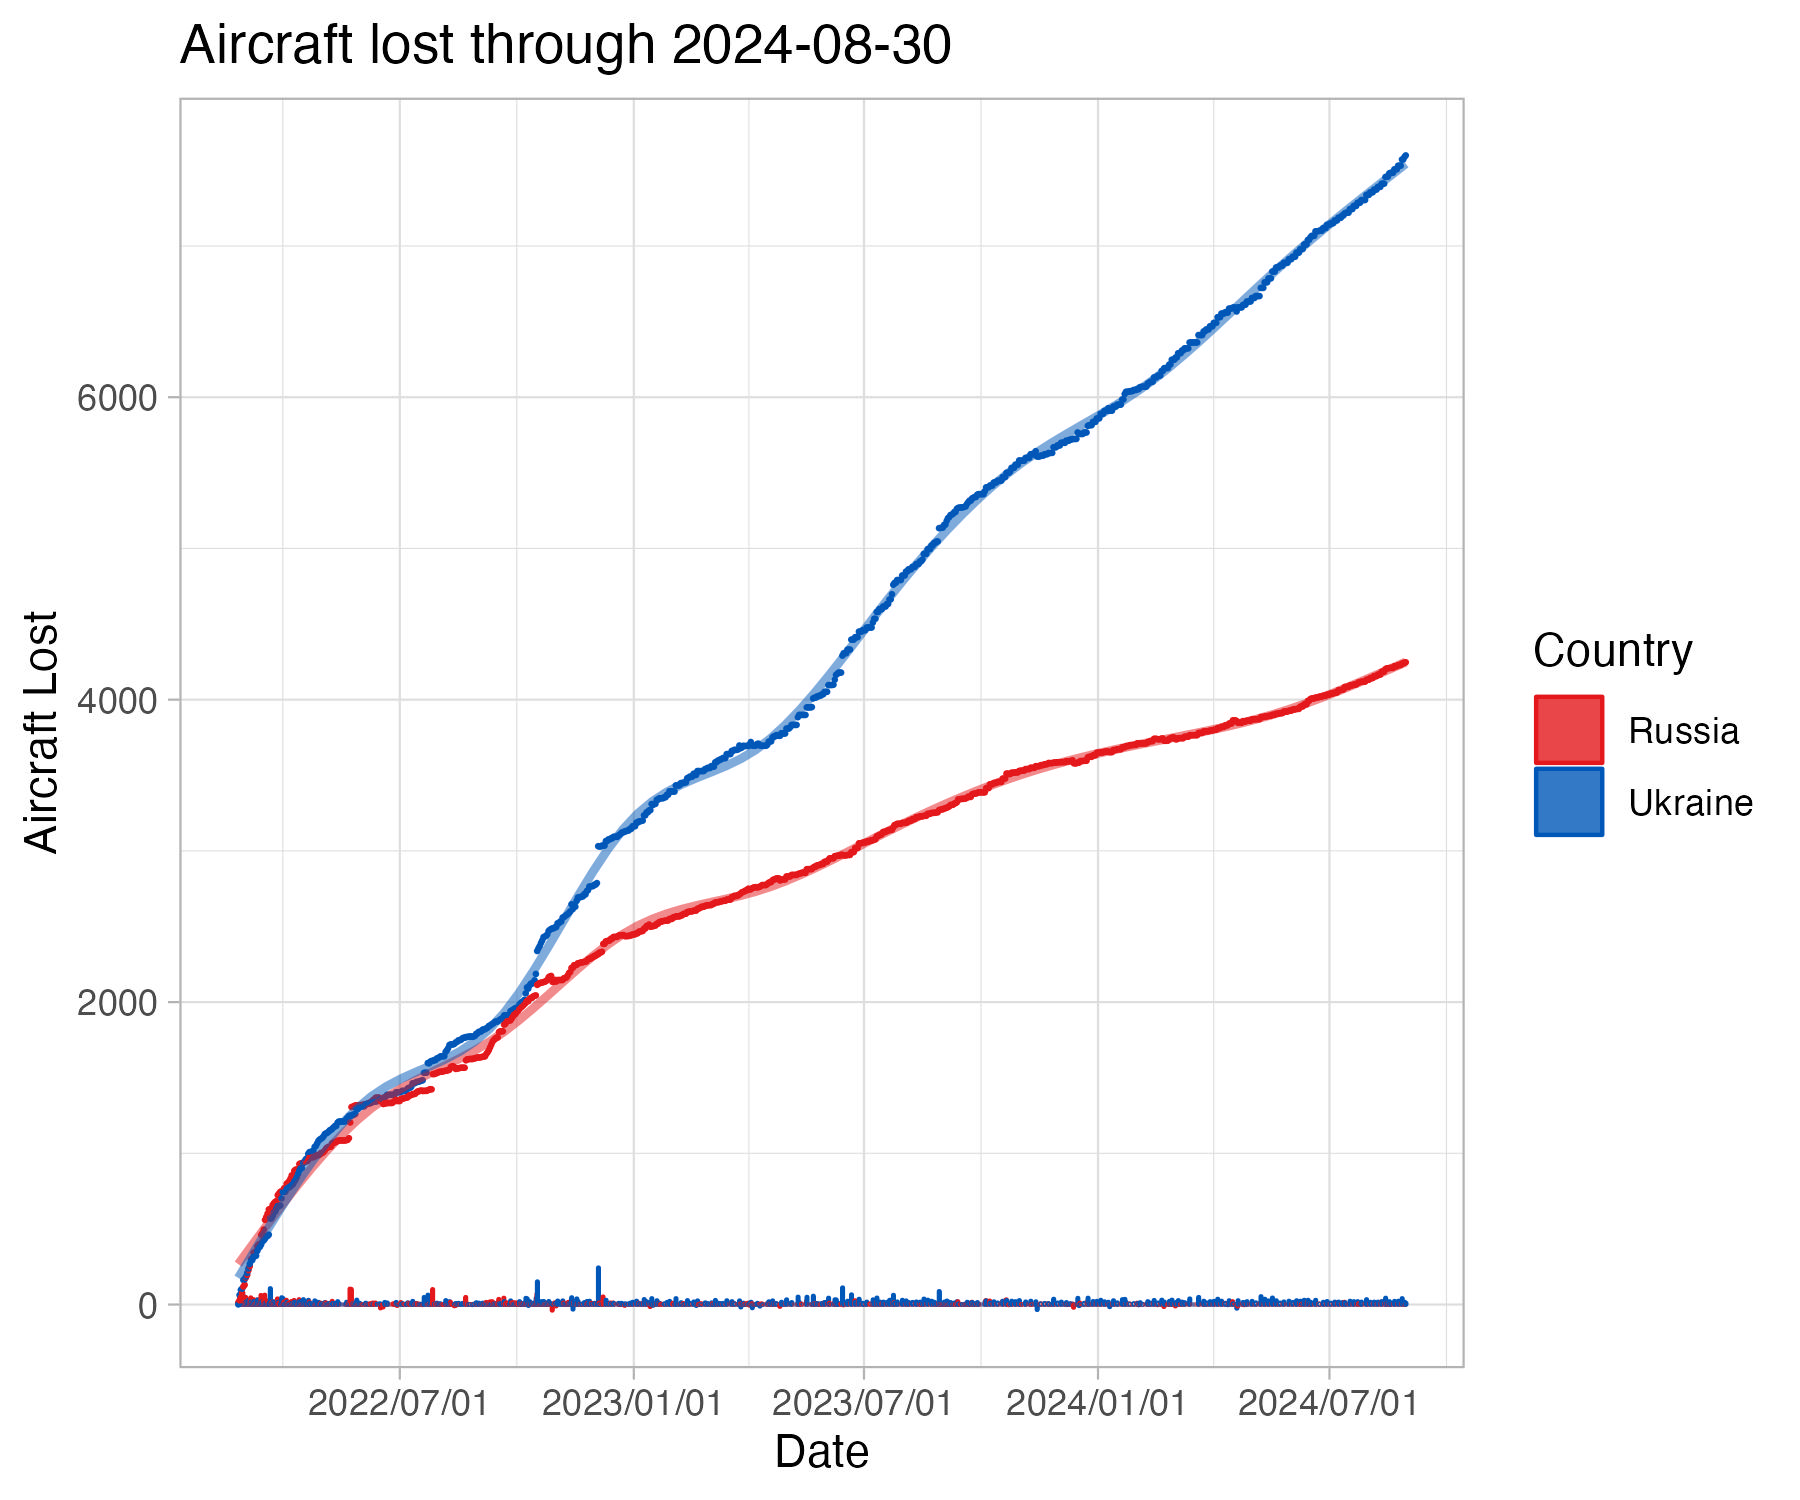 Aircraft lost through 2024-08-30
Aircraft Lost
6000
4000
2000
0
2022/07/01
2023/01/01
2023/07/01
2024/01/01
2024/07/01
Date
Country
Russia
Ukraine